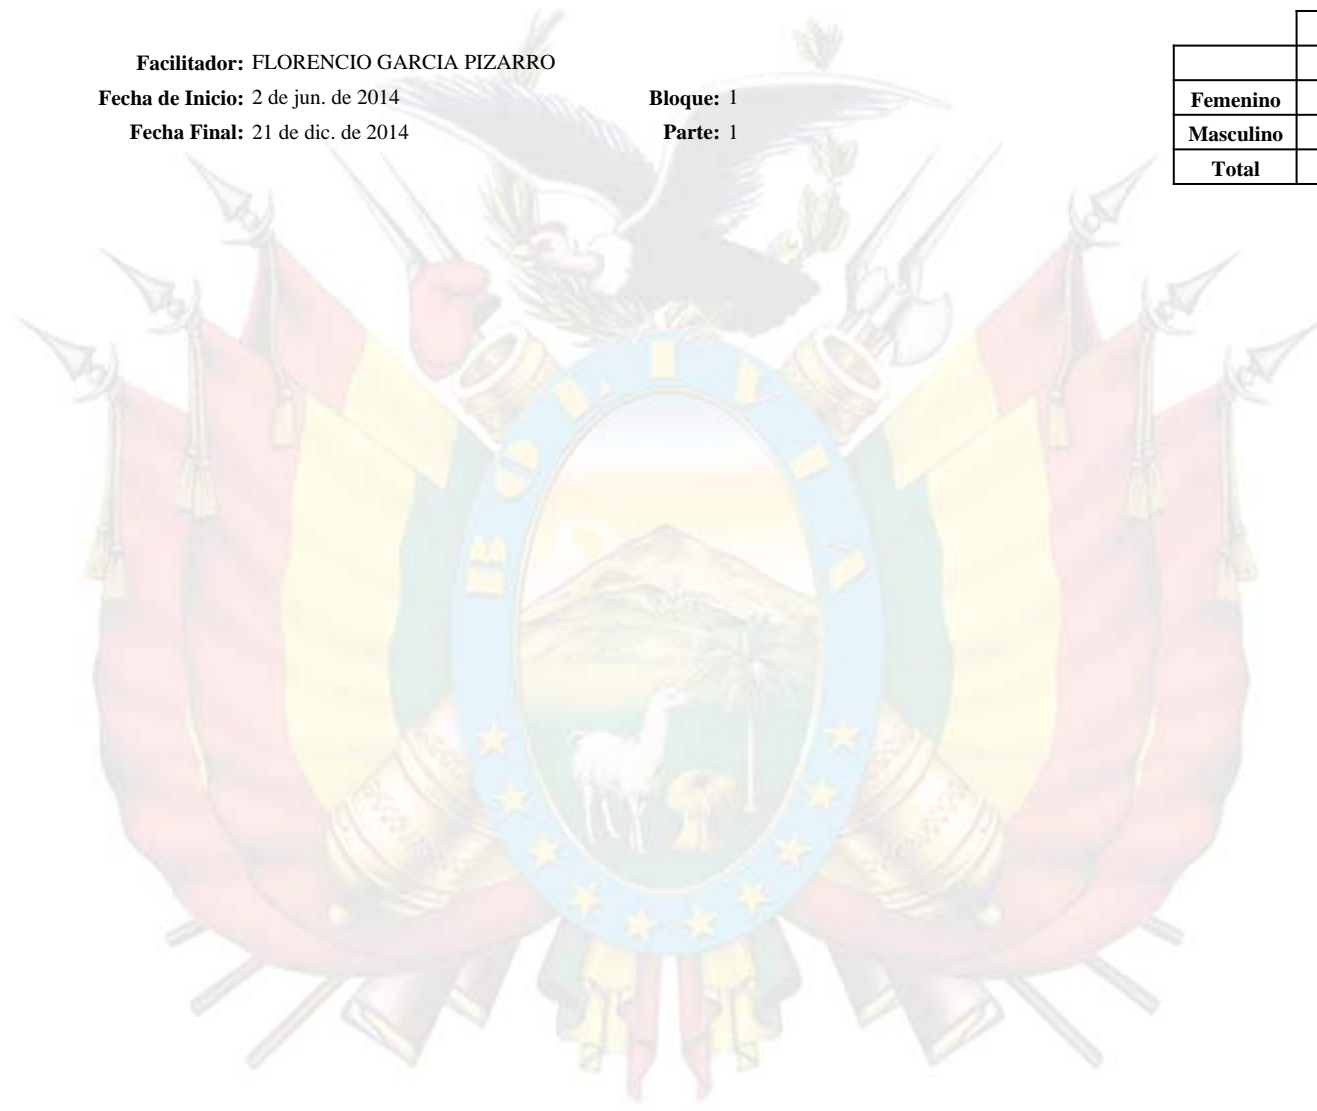 Facilitador: FLORENCIO GARCIA PIZARRO
Fecha de Inicio: 2 de jun. de 2014 Bloque: 1
Fecha Final: 21 de dic. de 2014 Parte: 1
Femenino
Masculino
Total
BOLIVIA